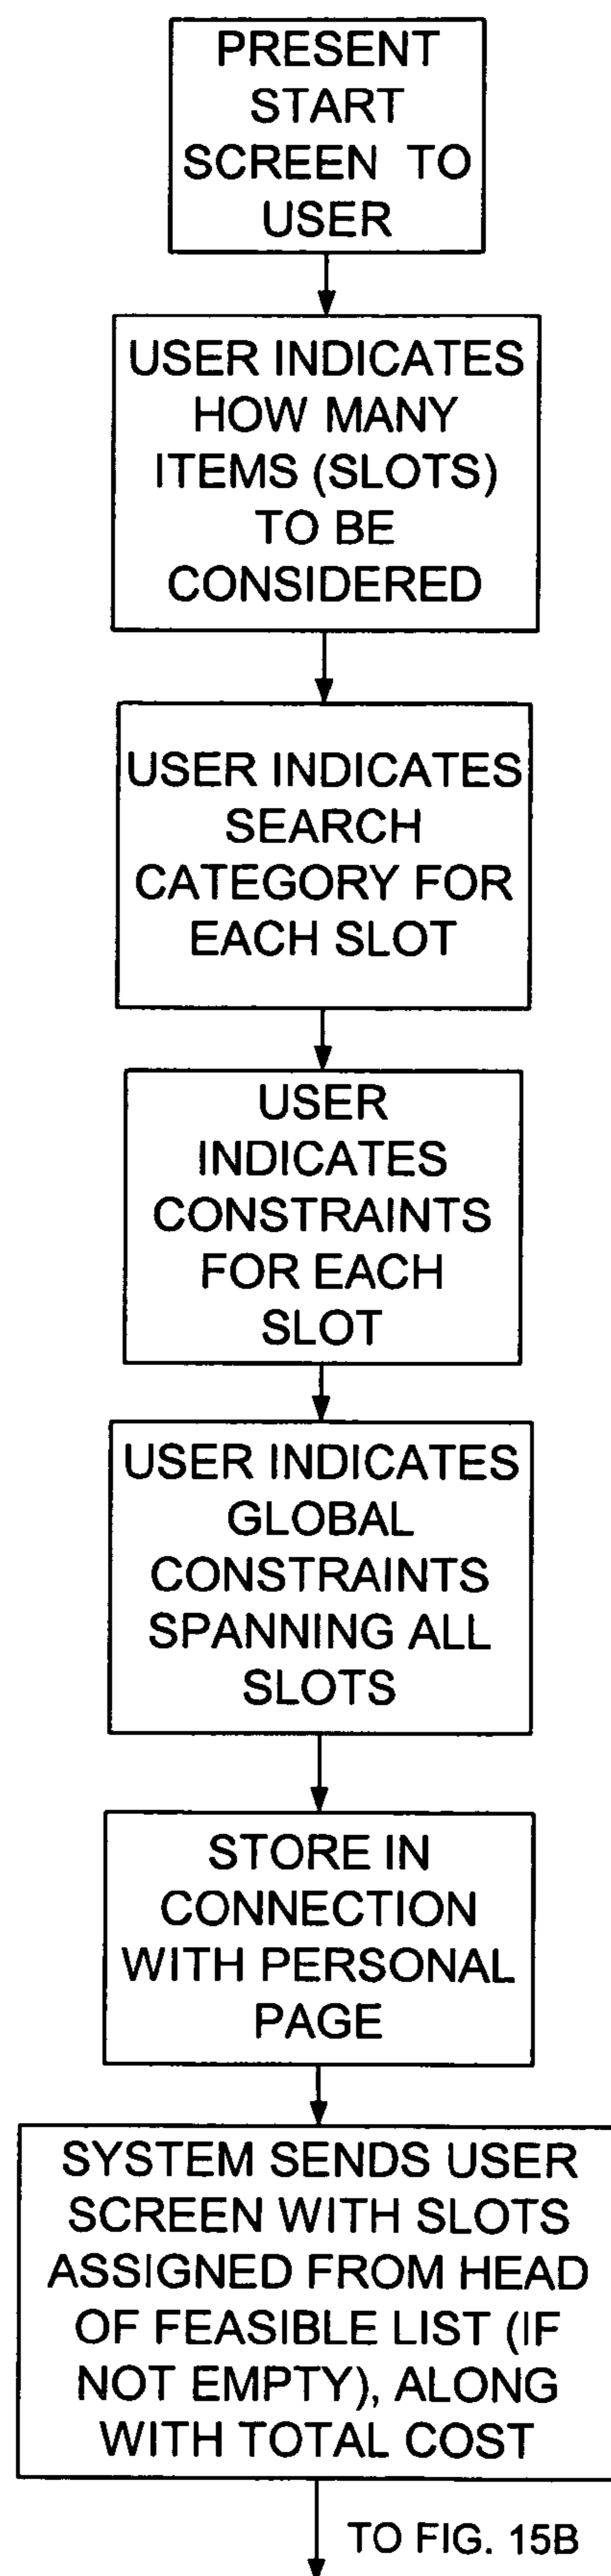 PRESENT
START
SCREEN TO
USER
USER INDICATES
HOW MANY
ITEMS (SLOTS)
TO BE
CONSIDERED
USER INDICATES
SEARCH
CATEGORY FOR
EACH SLOT
USER
INDICATES
CONSTRAINTS
FOR EACH
SLOT
USER INDICATES
GLOBAL
CONSTRAINTS
SPANNING ALL
SLOTS
STORE IN
CONNECTION
WITH PERSONAL
PAGE
SYSTEM SENDS USER
SCREEN WITH SLOTS
ASSIGNED FROM HEAD
OF FEASIBLE LIST (IF
NOT EMPTY), ALONG
WITH TOTAL COST
TO FIG. 15B